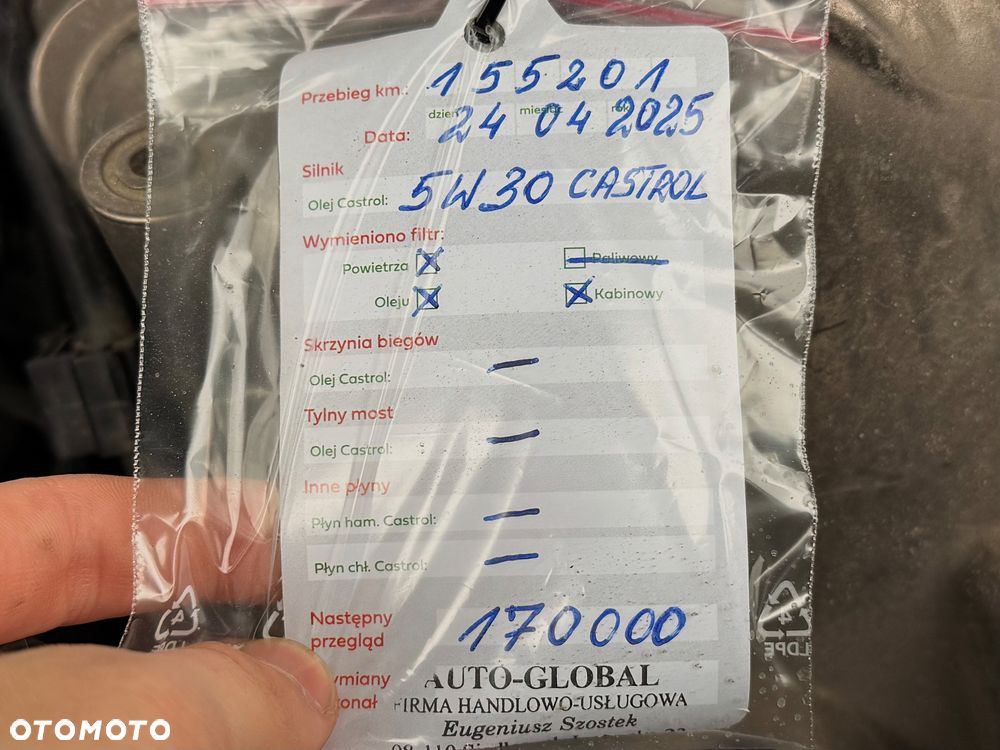 Przebieg km.: 155201
dzień miesiąc rok
Data: 24 04 2025
Silnik
Olej Castrol: 5W30 CASTROL
Wymieniono filtr:
Powietrza Paliwowy
Oleju Kabinowy
Skrzynia biegów
Olej Castrol: —
Tylny most
Olej Castrol: —
Inne płyny
Płyn ham. Castrol: —
Płyn chł. Castrol: —
Następny
przegląd 170000
AUTO-GLOBAL
FIRMA HANDLOWO-USŁUGOWA
Eugeniusz Szostek
4 LDPE
OTOMOTO